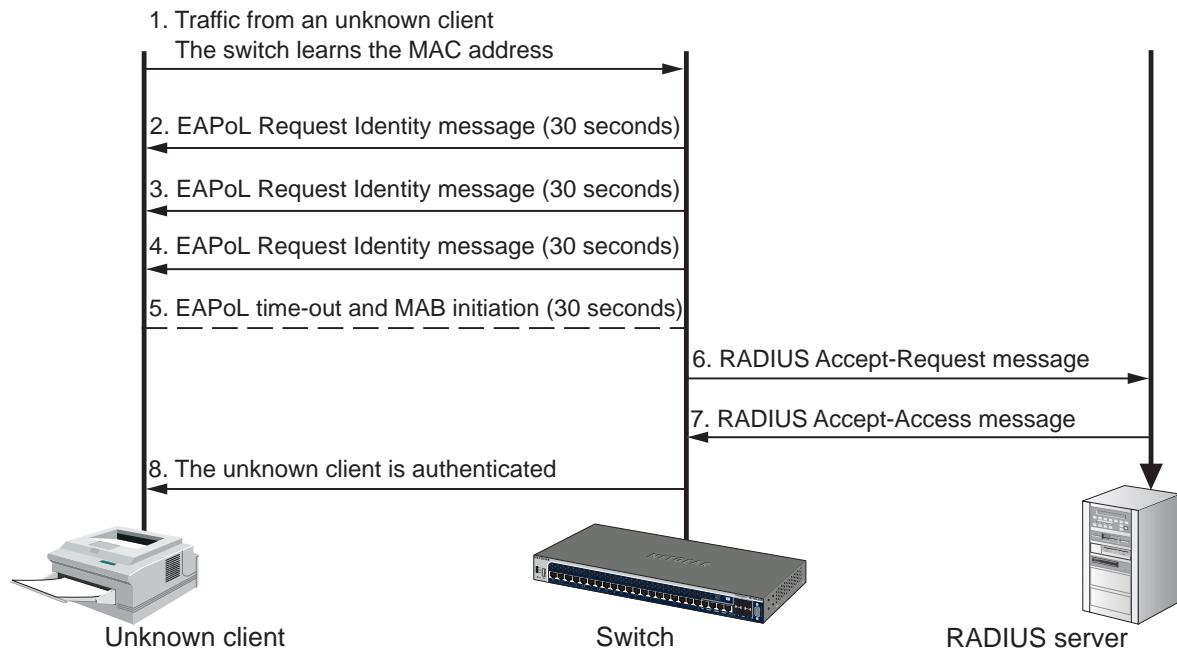 1. Traffic from an unknown client
The switch learns the MAC address
2. EAPoL Request Identity message (30 seconds)
3. EAPoL Request Identity message (30 seconds)
4. EAPoL Request Identity message (30 seconds)
5. EAPoL time-out and MAB initiation (30 seconds)
6. RADIUS Accept-Request message
7. RADIUS Accept-Access message
8. The unknown client is authenticated
NETGEAR
Unknown client
Switch
RADIUS server